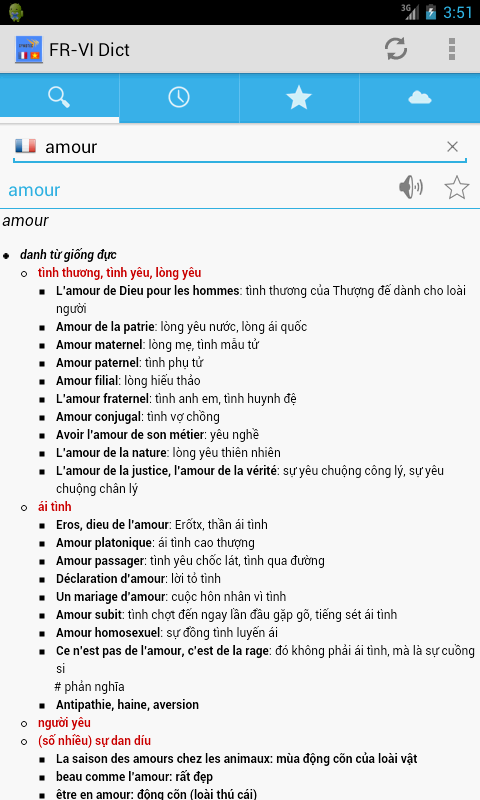 3G 3:51
FR-VI Dict
amour
amour
amour
danh từ giống đực
tình thương, tình yêu, lòng yêu
L'amour de Dieu pour les hommes: tình thương của Thượng đế dành cho loài
người
Amour de la patrie: lòng yêu nước, lòng ái quốc
Amour maternel: lòng mẹ, tình mẫu tử
Amour paternel: tình phụ tử
Amour filial: lòng hiếu thảo
L'amour fraternel: tình anh em, tình huynh đệ
Amour conjugal: tình vợ chồng
Avoir l'amour de son métier: yêu nghề
L'amour de la nature: lòng yêu thiên nhiên
L'amour de la justice, l'amour de la vérité: sự yêu chuộng công lý, sự yêu
chuộng chân lý
ái tình
Eros, dieu de l'amour: Erốtx, thần ái tình
Amour platonique: ái tình cao thượng
Amour passager: tình yêu chốc lát, tình qua đường
Déclaration d'amour: lời tỏ tình
Un mariage d'amour: cuộc hôn nhân vì tình
Amour subit: tình chợt đến ngay lần đầu gặp gỡ, tiếng sét ái tình
Amour homosexuel: sự đồng tình luyến ái
Ce n'est pas de l'amour, c'est de la rage: đó không phải ái tình, mà là sự cuồng
si
# phản nghĩa
Antipathie, haine, aversion
người yêu
(số nhiều) sự dan díu
La saison des amours chez les animaux: mùa động cỡn của loài vật
beau comme l'amour: rất đẹp
être en amour: động cỡn (loài thú cái)